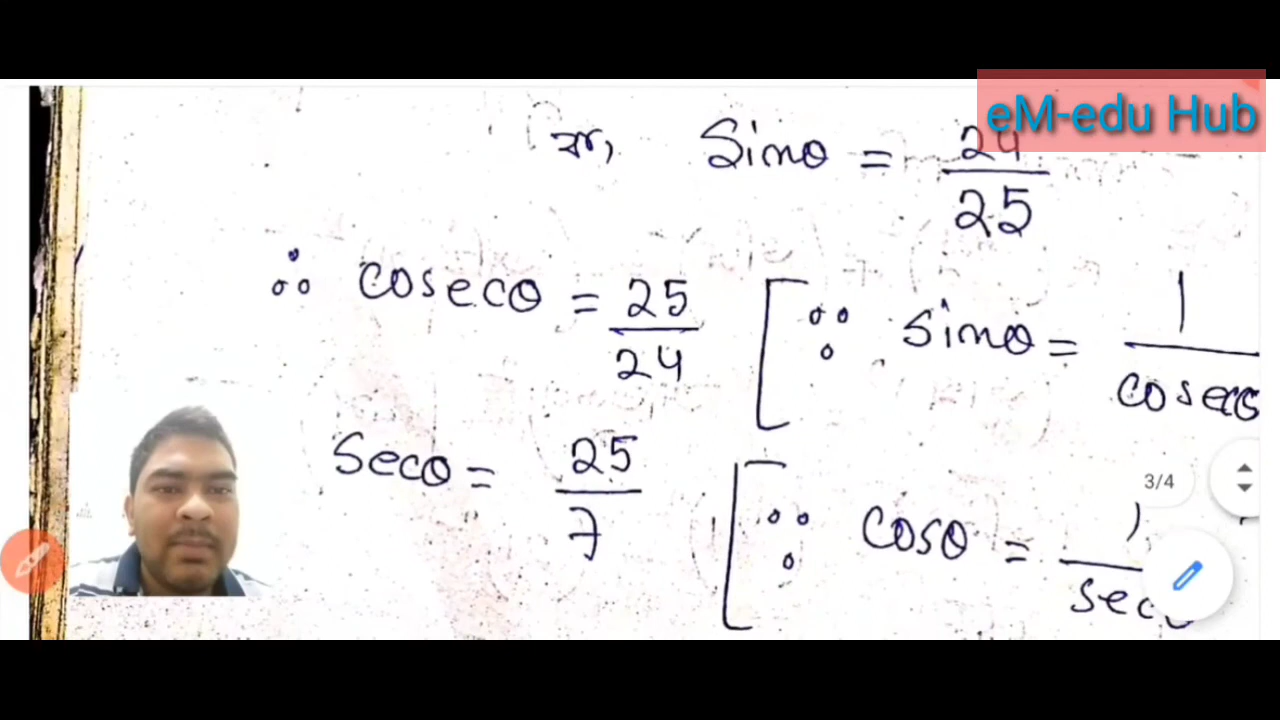 eM-edu Hub
বা, Sinθ = 24/25
∴ Cosecθ = 25/24 [∵ Sinθ = 1/cosecθ
Secθ = 25/7 [∵ Cosθ = 1/sec
3/4